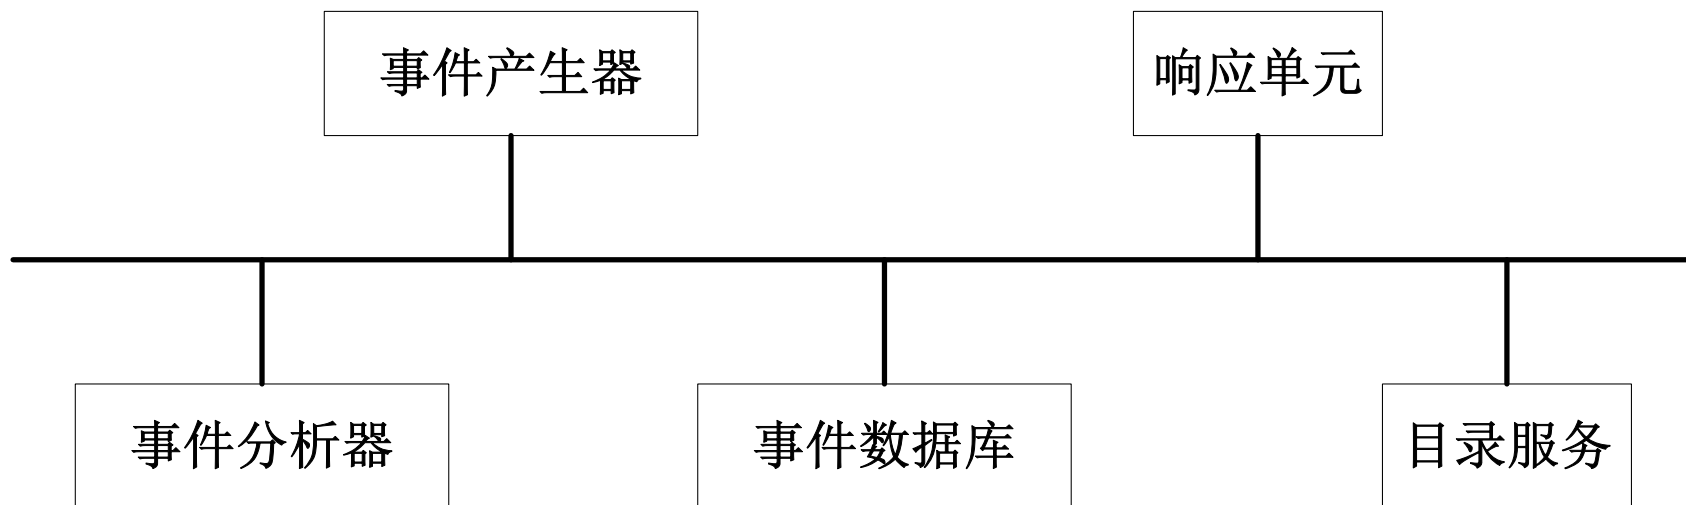 事件产生器
响应单元
事件分析器
事件数据库
目录服务